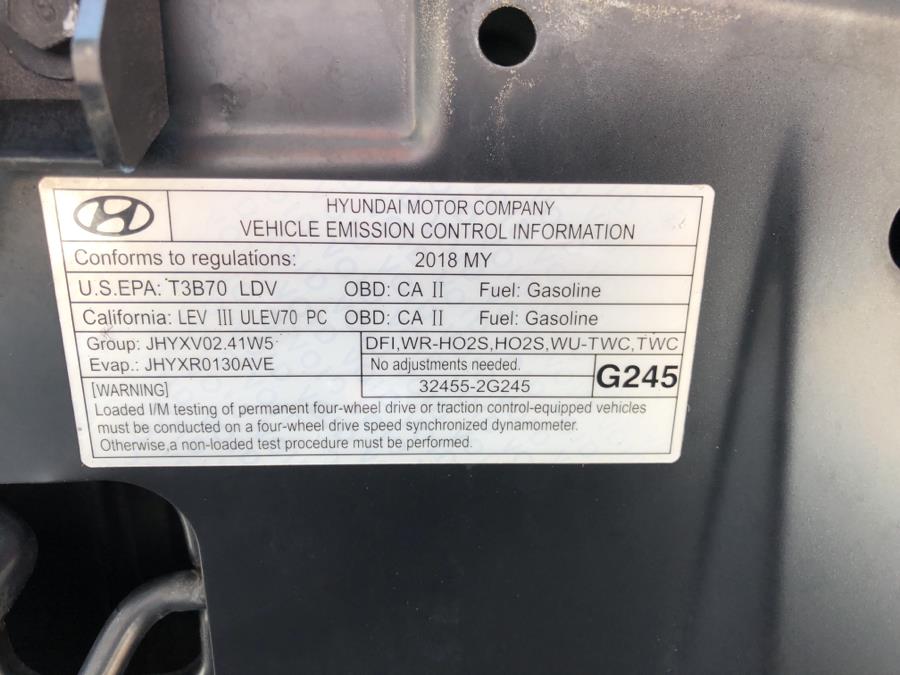 HYUNDAI MOTOR COMPANY
VEHICLE EMISSION CONTROL INFORMATION
Conforms to regulations: 2018 MY
U.S.EPA: T3B70 LDV OBD: CA II Fuel: Gasoline
California: LEV III ULEV70 PC OBD: CA II Fuel: Gasoline
Group: JHYXV02.41W5
Evap.: JHYXR0130AVE
DFI,WR-HO2S,HO2S,WU-TWC,TWC
No adjustments needed.
32455-2G245
G245
[WARNING]
Loaded I/M testing of permanent four-wheel drive or traction control-equipped vehicles
must be conducted on a four-wheel drive speed synchronized dynamometer.
Otherwise,a non-loaded test procedure must be performed.